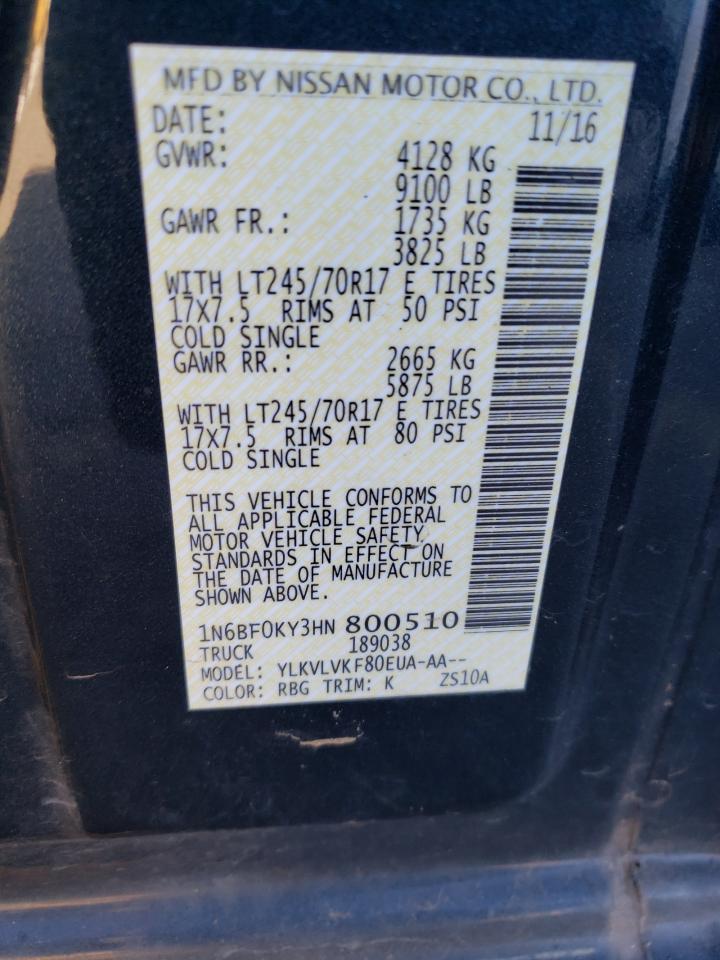 MFD BY NISSAN MOTOR CO., LTD.
DATE: 11/16
GVWR: 4128 KG
9100 LB
GAWR FR.: 1735 KG
3825 LB
WITH LT245/70R17 E TIRES
17X7.5 RIMS AT 50 PSI
COLD SINGLE
GAWR RR.: 2665 KG
5875 LB
WITH LT245/70R17 E TIRES
17X7.5 RIMS AT 80 PSI
COLD SINGLE
THIS VEHICLE CONFORMS TO
ALL APPLICABLE FEDERAL
MOTOR VEHICLE SAFETY
STANDARDS IN EFFECT ON
THE DATE OF MANUFACTURE
SHOWN ABOVE.
1N6BF0KY3HN 800510
TRUCK 189038
MODEL: YLKVLVKF80EUA-AA--
COLOR: RBG TRIM: K ZS10A